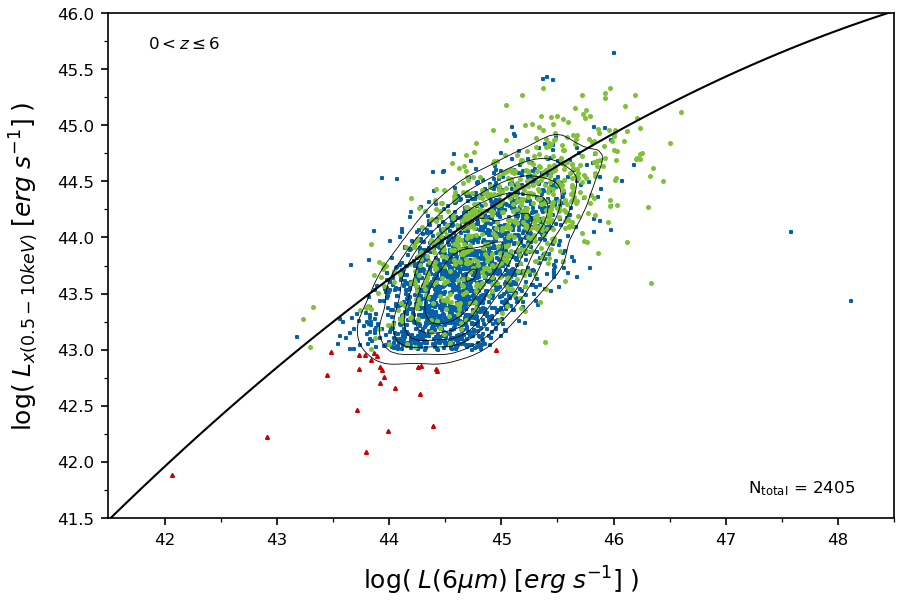 46.0
0 < z ≤ 6
45.5
45.0
44.5
44.0
43.5
43.0
42.5
42.0
41.5
log( Lx(0.5−10keV) [erg s⁻¹] )
N_total = 2405
42 43 44 45 46 47 48
log( L(6μm) [erg s⁻¹] )